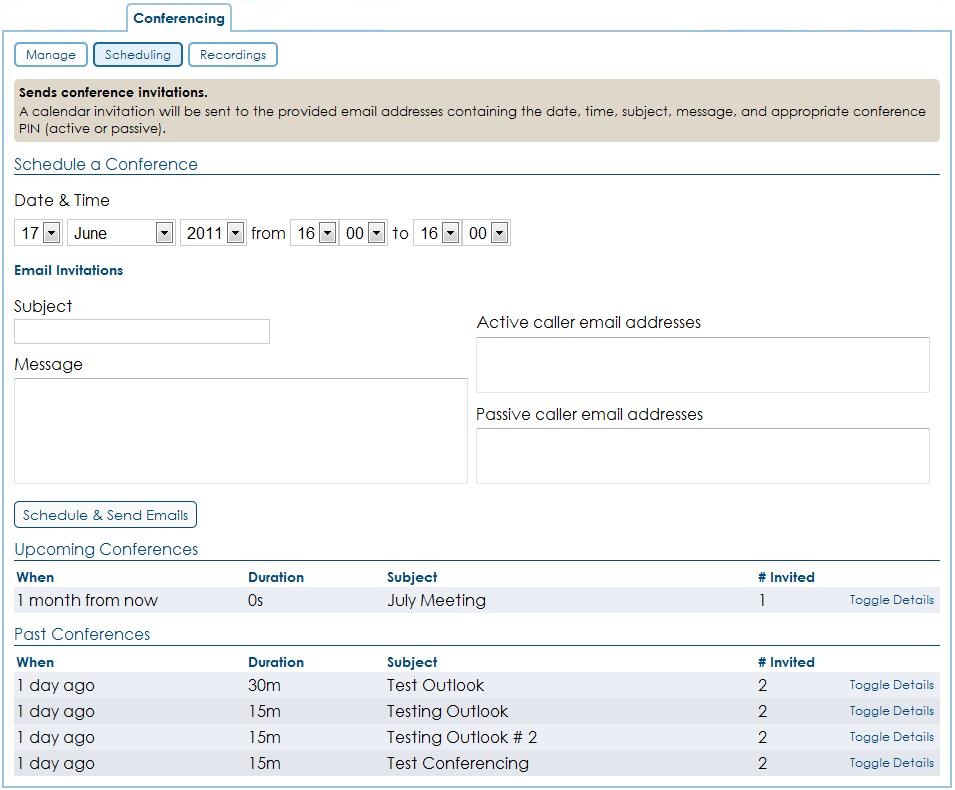 Conferencing
Manage Scheduling Recordings
Sends conference invitations.
A calendar invitation will be sent to the provided email addresses containing the date, time, subject, message, and appropriate conference
PIN (active or passive).
Schedule a Conference
Date & Time
17 June 2011 from 16 00 to 16 00
Email Invitations
Subject
Message
Active caller email addresses
Passive caller email addresses
Schedule & Send Emails
Upcoming Conferences
When Duration Subject # Invited
1 month from now 0s July Meeting 1 Toggle Details
Past Conferences
When Duration Subject # Invited
1 day ago 30m Test Outlook 2 Toggle Details
1 day ago 15m Testing Outlook 2 Toggle Details
1 day ago 15m Testing Outlook # 2 2 Toggle Details
1 day ago 15m Test Conferencing 2 Toggle Details